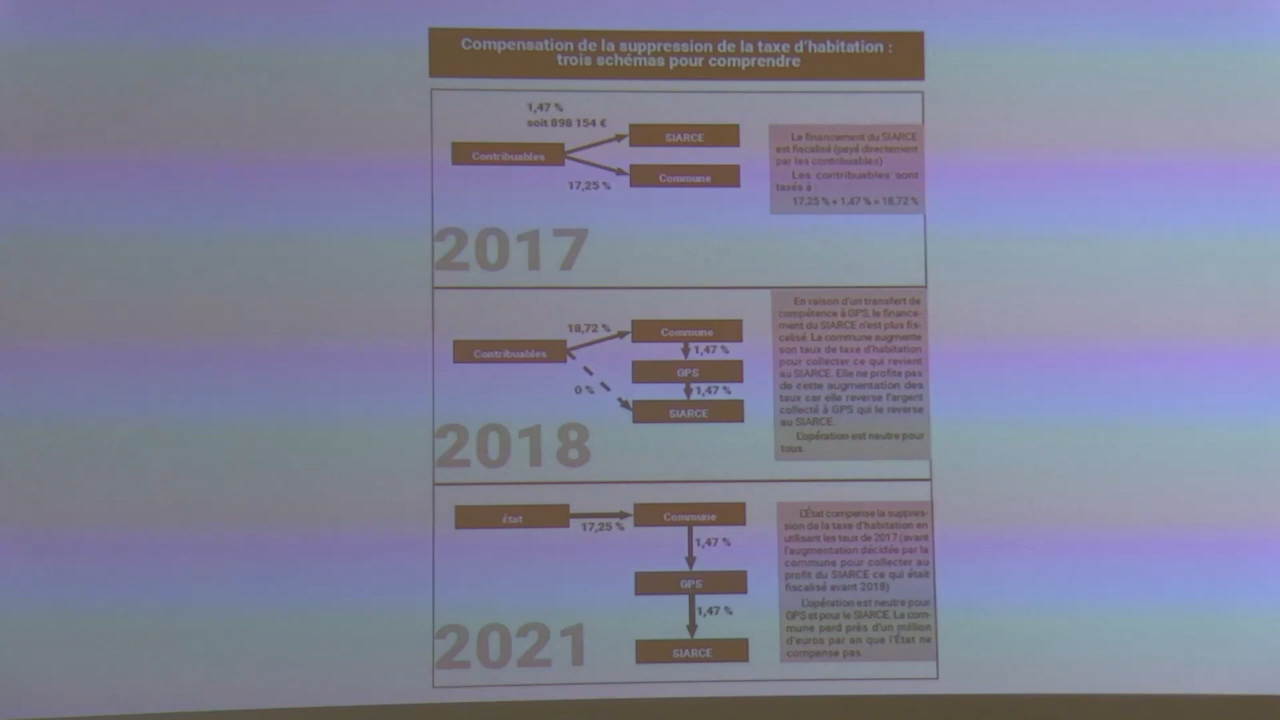 Compensation de la suppression de la taxe d'habitation :
trois schémas pour comprendre
1,47 %
soit 898 154 €
Contribuables
SIARCE
Commune
17,25 %
Le financement du SIARCE
est fiscalisé (payé directement
par les contribuables)
Les contribuables sont
taxés à :
17,25 % + 1,47 % = 18,72 %
2017
18,72 %
Contribuables
0 %
Commune
1,47 %
GPS
1,47 %
SIARCE
En raison d'un transfert de
compétence à GPS, le finance-
ment du SIARCE n'est plus fis-
calisé. La commune augmente
son taux de taxe d'habitation
pour collecter ce qui revient
au SIARCE. Elle ne profite pas
de cette augmentation des
taux car elle reverse l'argent
collecté à GPS qui le reverse
au SIARCE.
L'opération est neutre pour
tous.
2018
État
17,25 %
Commune
1,47 %
GPS
1,47 %
SIARCE
L'État compense la suppres-
sion de la taxe d'habitation en
utilisant les taux de 2017 (avant
l'augmentation décidée par la
commune pour collecter au
profit du SIARCE ce qui était
fiscalisé avant 2018)
L'opération est neutre pour
GPS et pour le SIARCE. La com-
mune perd près d'un million
d'euros par an que l'État ne
compense pas.
2021